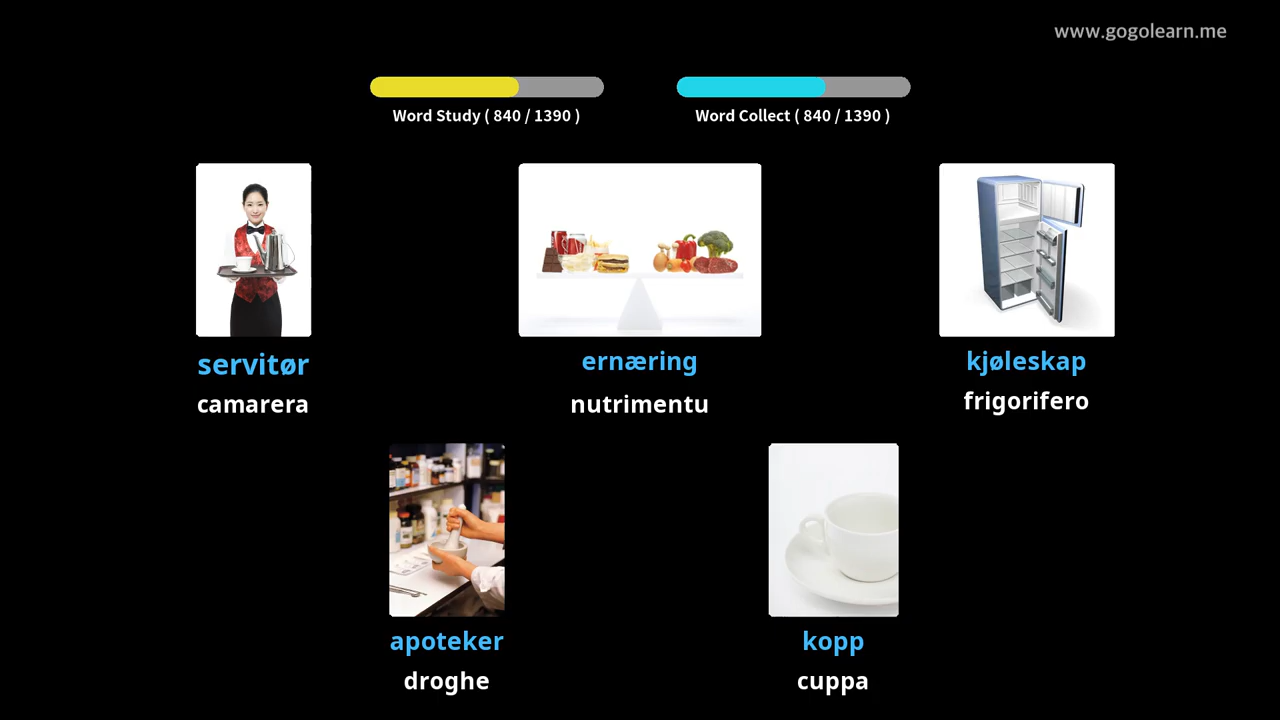 www.gogolearn.me
Word Study ( 840 / 1390 )
Word Collect ( 840 / 1390 )
servitør
camarera
ernæring
nutrimentu
kjøleskap
frigorifero
apoteker
droghe
kopp
cuppa